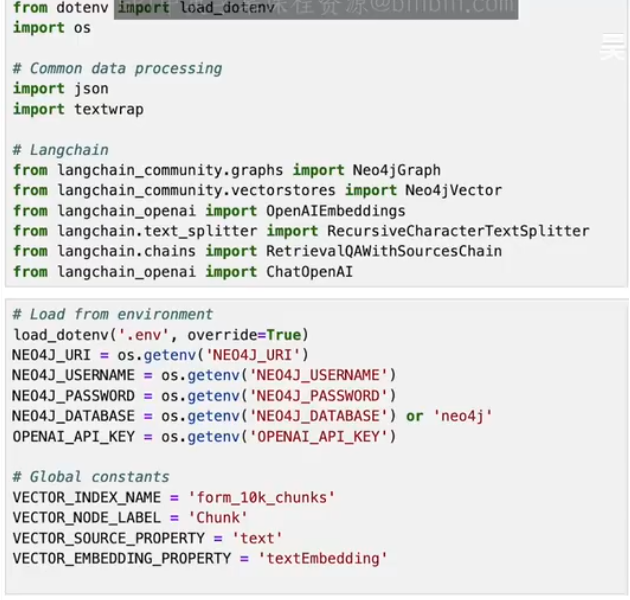 from dotenv import load_dotenv
import os
# Common data processing
import json
import textwrap
# Langchain
from langchain_community.graphs import Neo4jGraph
from langchain_community.vectorstores import Neo4jVector
from langchain_openai import OpenAIEmbeddings
from langchain.text_splitter import RecursiveCharacterTextSplitter
from langchain.chains import RetrievalQAWithSourcesChain
from langchain_openai import ChatOpenAI
# Load from environment
load_dotenv('.env', override=True)
NEO4J_URI = os.getenv('NEO4J_URI')
NEO4J_USERNAME = os.getenv('NEO4J_USERNAME')
NEO4J_PASSWORD = os.getenv('NEO4J_PASSWORD')
NEO4J_DATABASE = os.getenv('NEO4J_DATABASE') or 'neo4j'
OPENAI_API_KEY = os.getenv('OPENAI_API_KEY')
# Global constants
VECTOR_INDEX_NAME = 'form_10k_chunks'
VECTOR_NODE_LABEL = 'Chunk'
VECTOR_SOURCE_PROPERTY = 'text'
VECTOR_EMBEDDING_PROPERTY = 'textEmbedding'